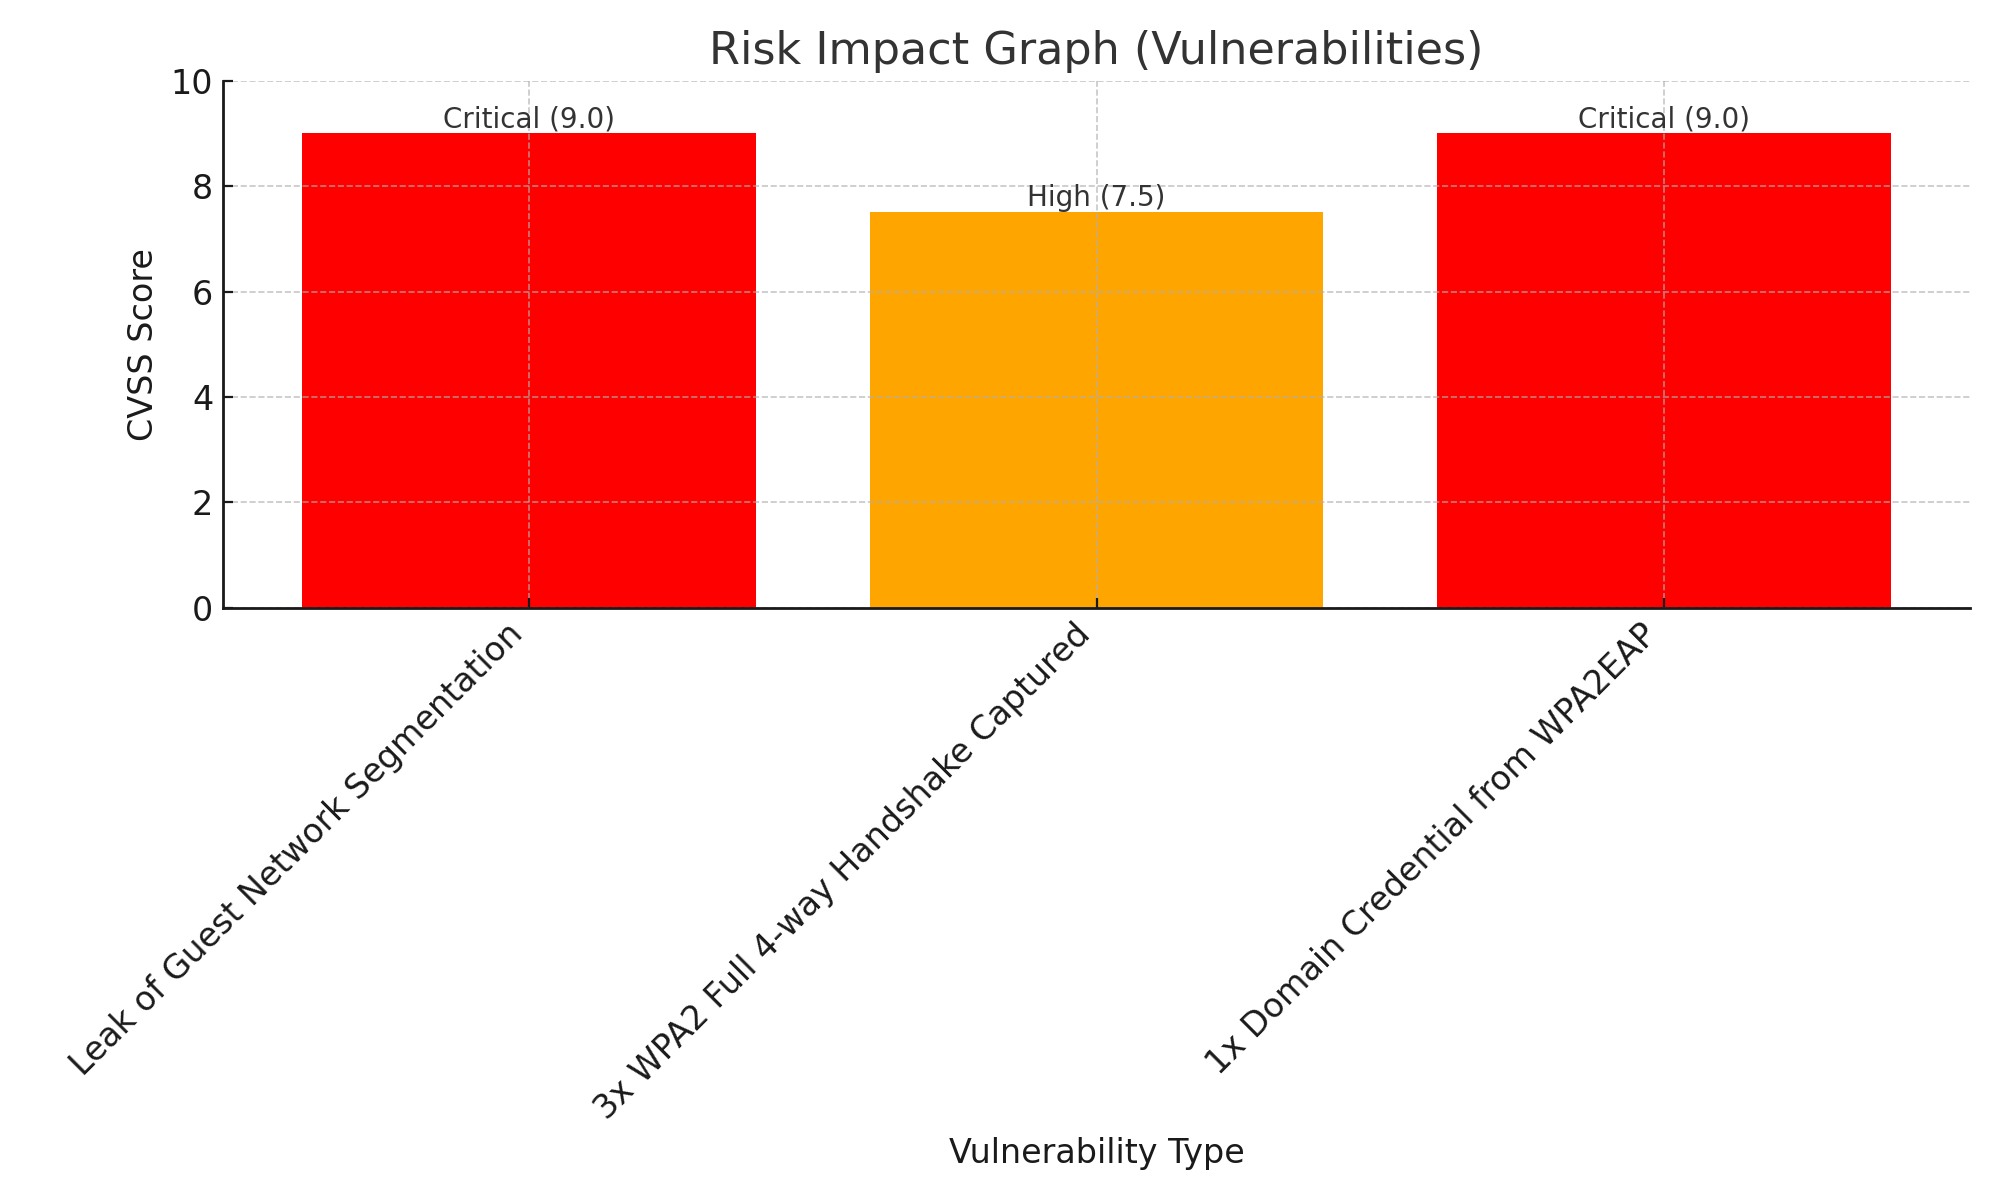 Risk Impact Graph (Vulnerabilities)
10
8
6
4
2
0
CVSS Score
Critical (9.0)
High (7.5)
Critical (9.0)
Leak of Guest Network Segmentation
3x WPA2 Full 4-way Handshake Captured
1x Domain Credential from WPA2EAP
Vulnerability Type